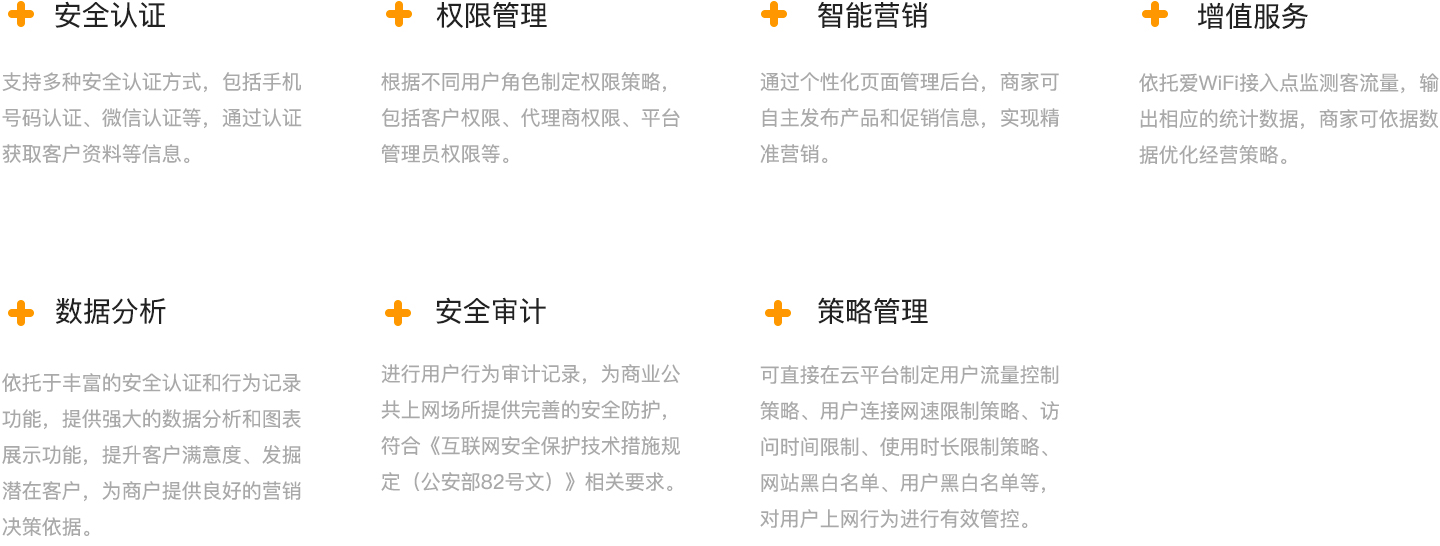 安全认证
支持多种安全认证方式，包括手机
号码认证、微信认证等，通过认证
获取客户资料等信息。
权限管理
根据不同用户角色制定权限策略，
包括客户权限、代理商权限、平台
管理员权限等。
智能营销
通过个性化页面管理后台，商家可
自主发布产品和促销信息，实现精
准营销。
增值服务
依托爱WiFi接入点监测客流量，输
出相应的统计数据，商家可依据数
据优化经营策略。
数据分析
依托于丰富的安全认证和行为记录
功能，提供强大的数据分析和图表
展示功能，提升客户满意度、发掘
潜在客户，为商户提供良好的营销
决策依据。
安全审计
进行用户行为审计记录，为商业公
共上网场所提供完善的安全防护，
符合《互联网安全保护技术措施规
定（公安部82号文）》相关要求。
策略管理
可直接在云平台制定用户流量控制
策略、用户连接网速限制策略、访
问时间限制、使用时长限制策略、
网站黑白名单、用户黑白名单等，
对用户上网行为进行有效管控。